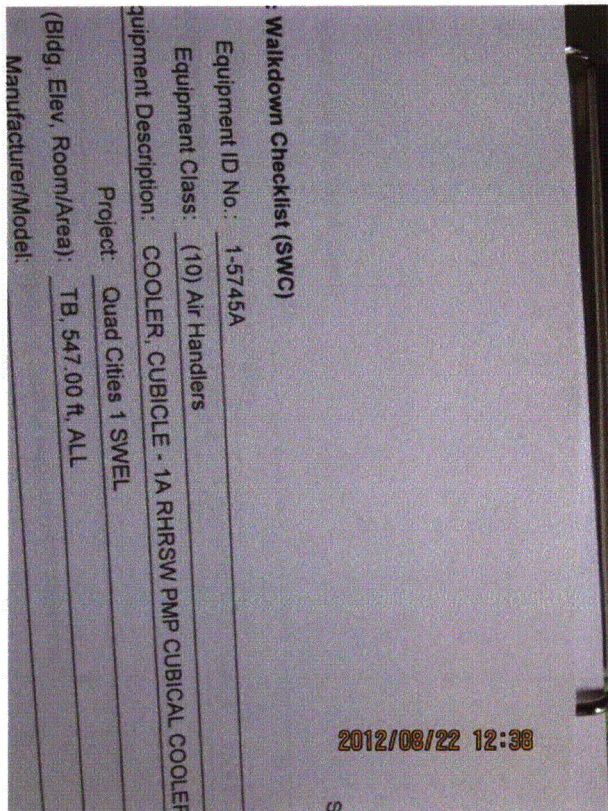 : Walkdown Checklist (SWC)
Equipment ID No.: 1-5745A
Equipment Class: (10) Air Handlers
quipment Description: COOLER, CUBICLE - 1A RHRSW PMP CUBICAL COOLER
Project: Quad Cities 1 SWEL
(Bldg, Elev, Room/Area): TB, 547.00 ft, ALL
Manufacturer/Model:
S
2012/08/22 12:38